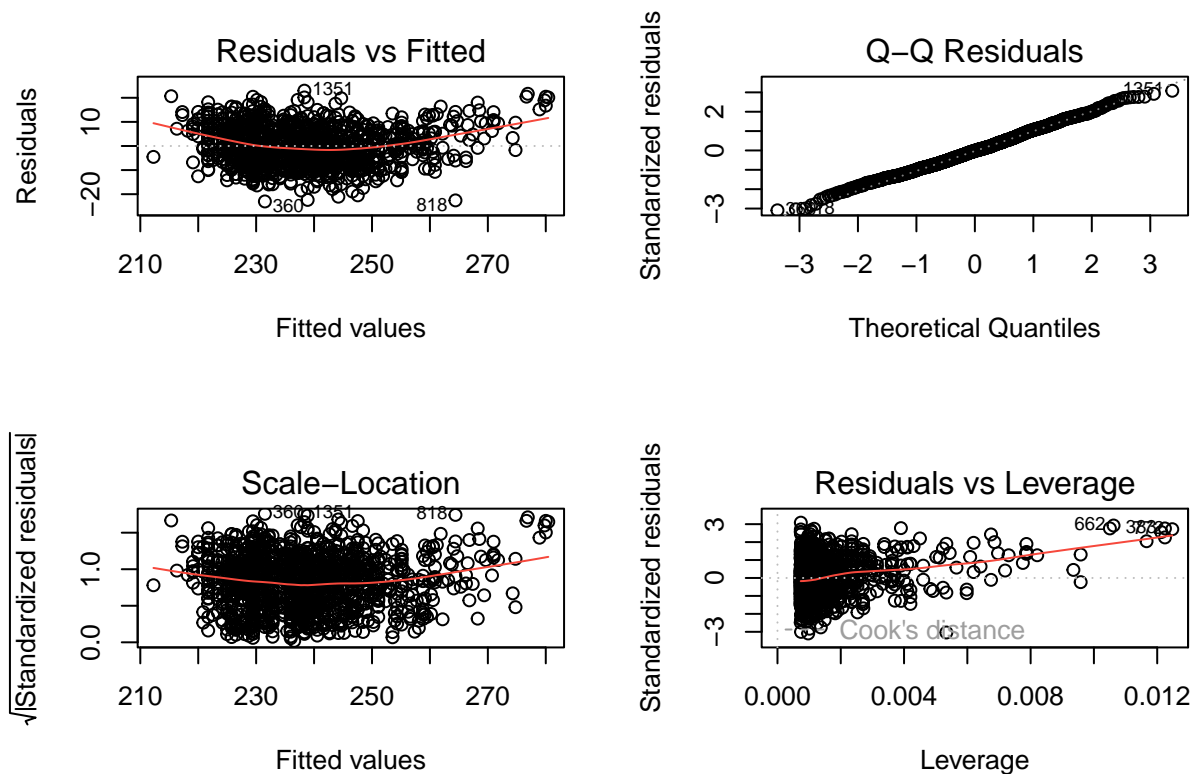 Residuals vs Fitted
Residuals
−20
10
1351
360
818
210
230
250
270
Fitted values
Q−Q Residuals
Standardized residuals
−3
0
2
1351
−3
−2
−1
0
1
2
3
Theoretical Quantiles
Scale−Location
√|Standardized residuals|
0.0
1.0
360
1351
818
210
230
250
270
Fitted values
Residuals vs Leverage
Standardized residuals
−3
0
3
662
Cook's distance
0.000
0.004
0.008
0.012
Leverage